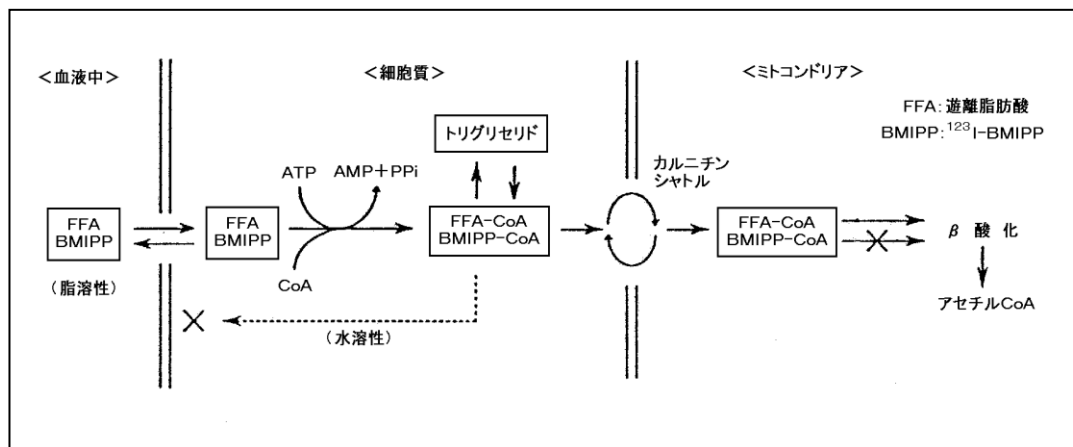 <血液中>
<細胞質>
<ミトコンドリア>
FFA: 遊離脂肪酸
BMIPP: ¹²³I-BMIPP
トリグリセリド
ATP
AMP+PPi
カルニチン
シャトル
FFA
BMIPP
FFA
BMIPP
FFA-CoA
BMIPP-CoA
FFA-CoA
BMIPP-CoA
β 酸化
(脂溶性)
CoA
アセチルCoA
(水溶性)